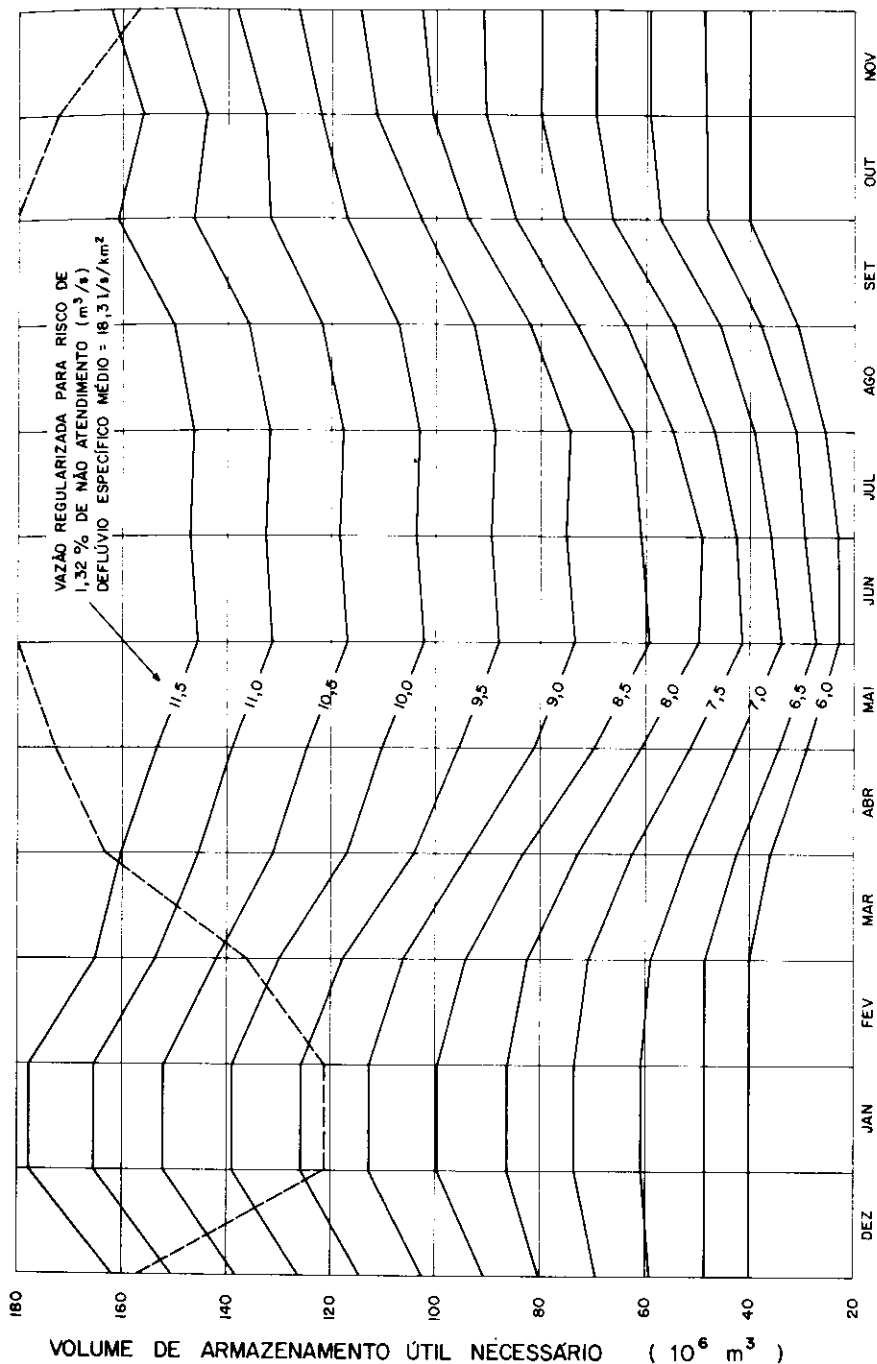 VAZÃO REGULARIZADA PARA RISCO DE
1,32 % DE NÃO ATENDIMENTO (m³/s)
DEFLÚVIO ESPECÍFICO MÉDIO = 18,3 l/s/km²
180
160
140
120
100
80
60
40
20
VOLUME DE ARMAZENAMENTO ÚTIL NECESSÁRIO ( 10⁶ m³ )
11,5
11,0
10,5
10,0
9,5
9,0
8,5
8,0
7,5
7,0
6,5
6,0
DEZ
JAN
FEV
MAR
ABR
MAI
JUN
JUL
AGO
SET
OUT
NOV